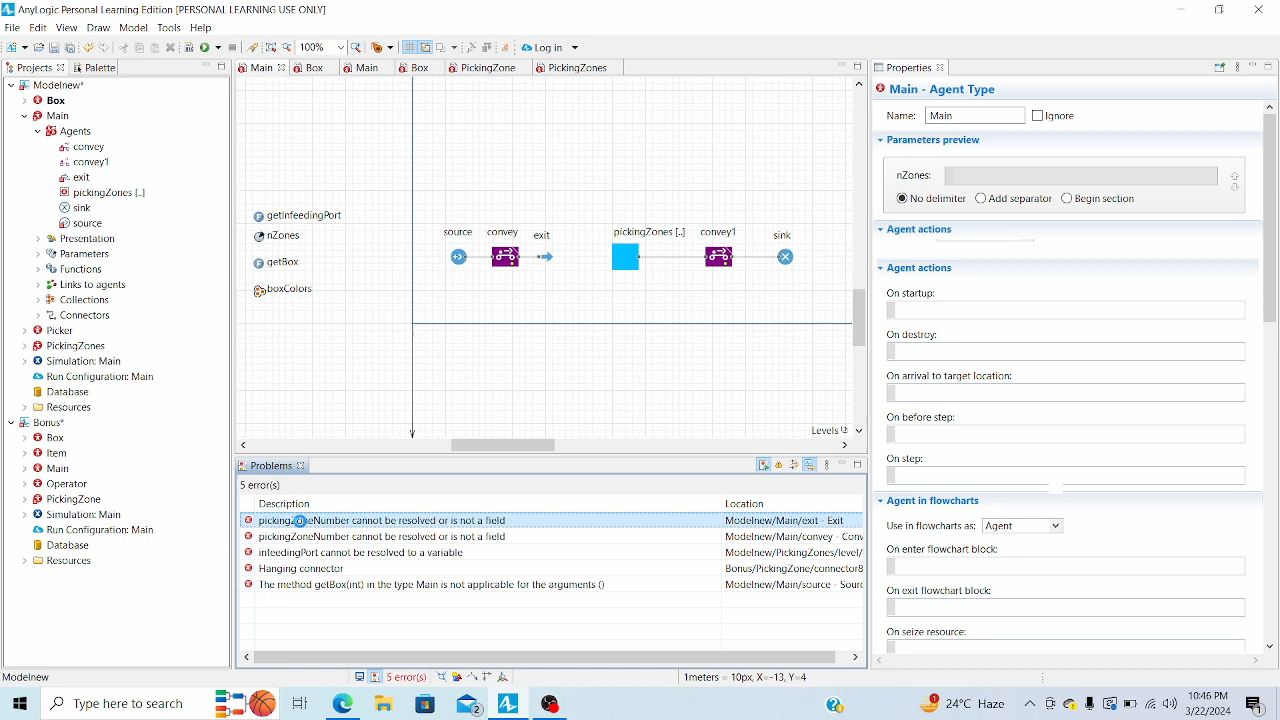 AnyLogic Personal Learning Edition [PERSONAL LEARNING USE ONLY]
File Edit View Draw Model Tools Help
100% Log in
Projects Palette
Main Box Main Box PickingZone PickingZones
Properties
Modelnew*
Box
Main
Agents
convey
convey1
exit
pickingZones [..]
sink
source
Presentation
Parameters
Functions
Links to agents
Collections
Connectors
Picker
PickingZones
Simulation: Main
Run Configuration: Main
Database
Resources
Bonus*
Box
Item
Main
Operator
PickingZone
Simulation: Main
Run Configuration: Main
Database
Resources
getInfeedingPort
nZones
getBox
boxColors
source convey exit pickingZones [..] convey1 sink
Levels
Problems
5 error(s)
Description Location
Modelnew/Main/exit - Exit
pickingZoneNumber cannot be resolved or is not a field Modelnew/Main/convey - Conv
infeedingPort cannot be resolved to a variable Modelnew/PickingZones/level/
Hanging connector Bonus/PickingZone/connector8
The method getBox(int) in the type Main is not applicable for the arguments () Modelnew/Main/source - Sourc
Main - Agent Type
Name: Main Ignore
Parameters preview
nZones:
No delimiter Add separator Begin section
Agent actions
Agent actions
On startup:
On destroy:
On arrival to target location:
On before step:
On step:
Agent in flowcharts
Use in flowcharts as: Agent
On enter flowchart block:
On exit flowchart block:
On seize resource:
Modelnew 5 error(s) 1meters = 10px, X=-13, Y=4
Type here to search 2 1 24°C Haze 10:46 PM
3/22/2024 1